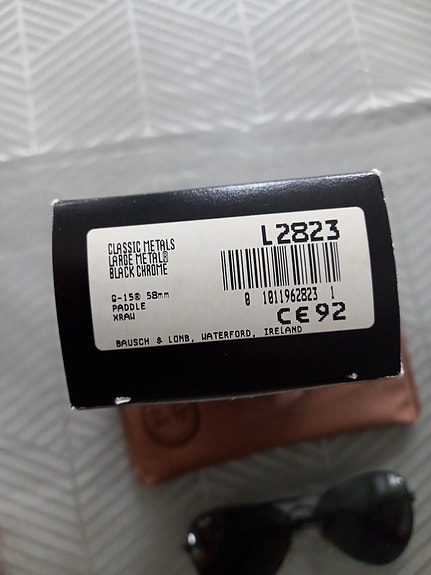 CLASSIC METALS
LARGE METAL®
BLACK CHROME
G-15® 58mm
PADDLE
XRAW
L2823
0 1011962823 1
CE 92
BAUSCH & LOMB, WATERFORD, IRELAND